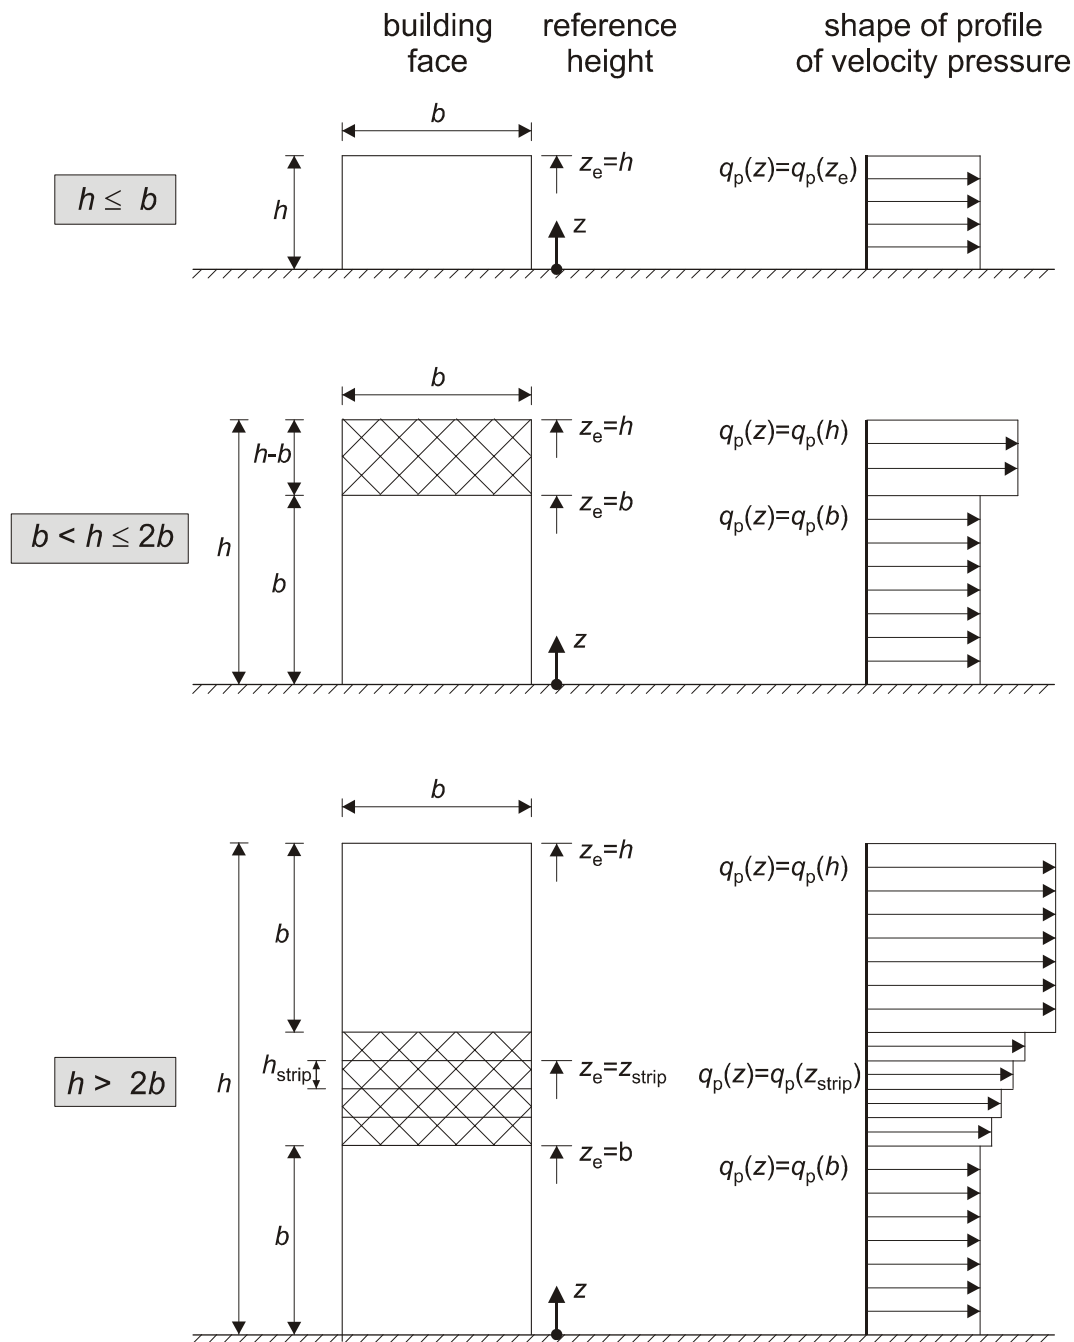 building face
reference height
shape of profile of velocity pressure
b
h ≤ b
h
z_e=h
z
q_p(z)=q_p(z_e)
b
b < h ≤ 2b
h
h-b
b
z_e=h
z_e=b
z
q_p(z)=q_p(h)
q_p(z)=q_p(b)
b
h > 2b
h
b
h_strip
b
z_e=h
z_e=z_strip
z_e=b
z
q_p(z)=q_p(h)
q_p(z)=q_p(z_strip)
q_p(z)=q_p(b)